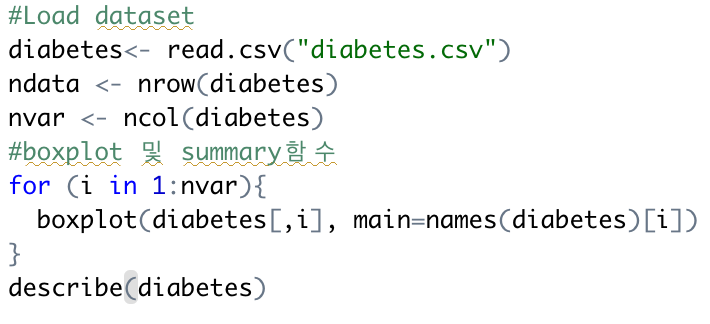 #Load dataset
diabetes<- read.csv("diabetes.csv")
ndata <- nrow(diabetes)
nvar <- ncol(diabetes)
#boxplot 및 summary함수
for (i in 1:nvar){
  boxplot(diabetes[,i], main=names(diabetes)[i])
}
describe(diabetes)